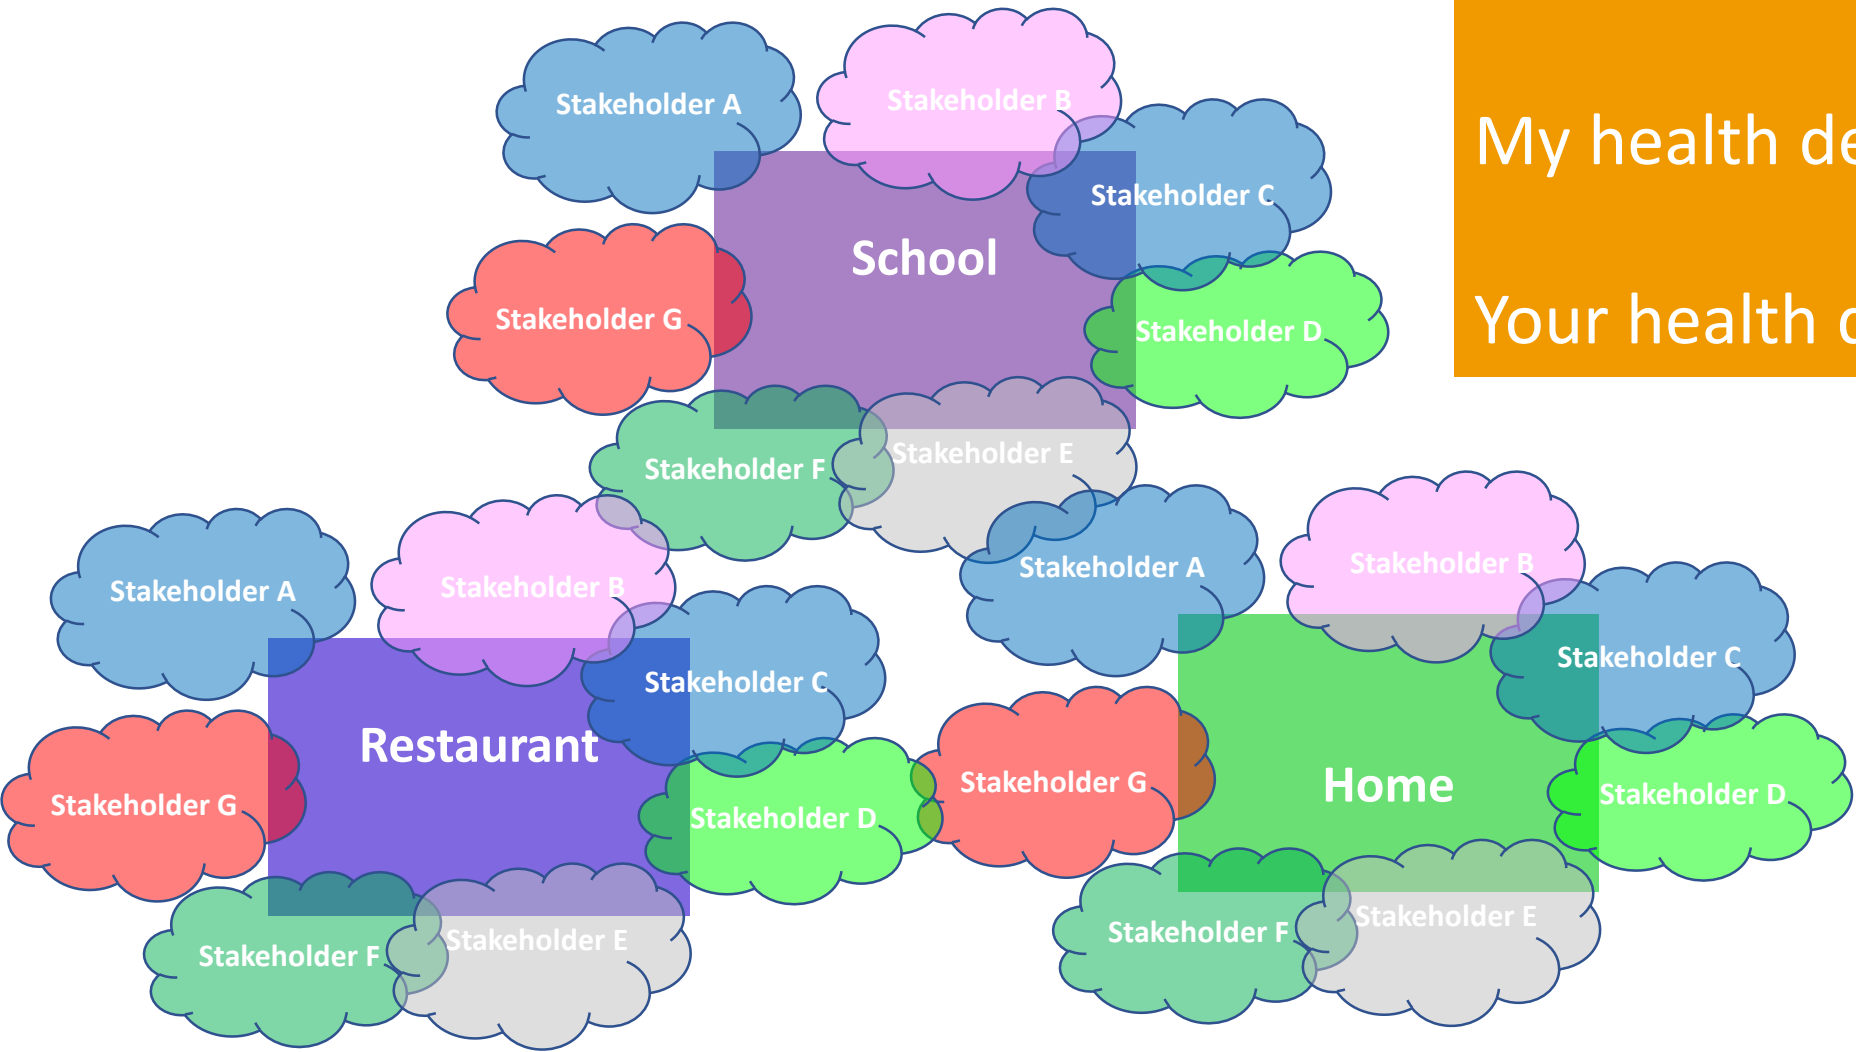 Stakeholder A
Stakeholder B
Stakeholder C
School
Stakeholder G
Stakeholder D
Stakeholder F
Stakeholder E
My health
Your health
Stakeholder A
Stakeholder B
Stakeholder C
Restaurant
Stakeholder G
Stakeholder D
Stakeholder F
Stakeholder E
Stakeholder A
Stakeholder B
Stakeholder C
Stakeholder G
Home
Stakeholder D
Stakeholder F
Stakeholder E